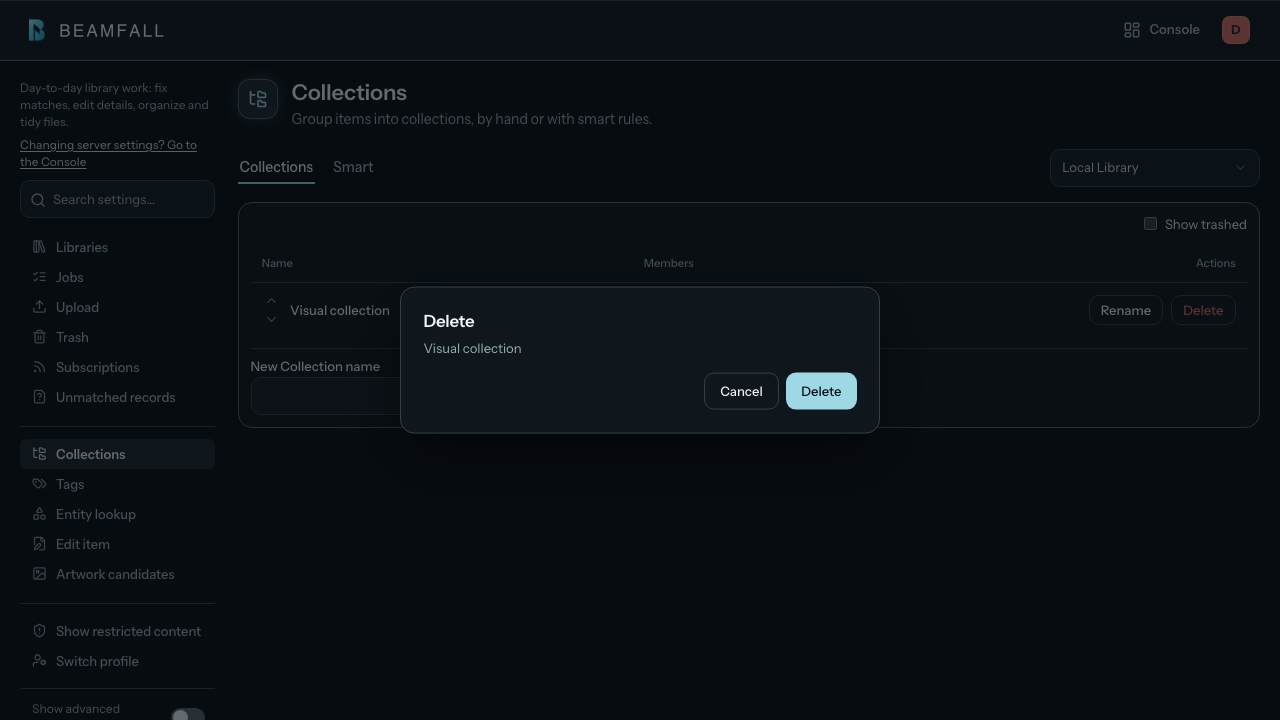 BEAMFALL
Console
D
Day-to-day library work: fix
matches, edit details, organize and
tidy files.
Changing server settings? Go to
the Console
Search settings...
Libraries
Jobs
Upload
Trash
Subscriptions
Unmatched records
Collections
Tags
Entity lookup
Edit item
Artwork candidates
Show restricted content
Switch profile
Show advanced
Collections
Group items into collections, by hand or with smart rules.
Collections
Smart
Local Library
Show trashed
Name
Members
Actions
Visual collection
Rename
Delete
New Collection name
Delete
Visual collection
Cancel
Delete